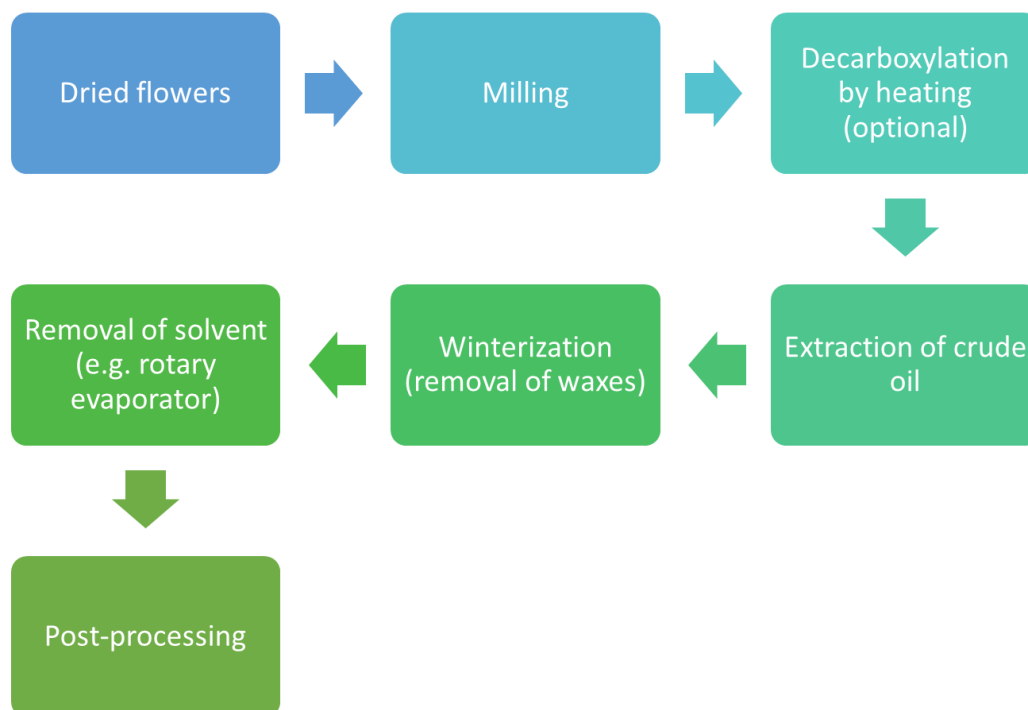 Dried flowers
Milling
Decarboxylation
by heating
(optional)
Extraction of crude
oil
Winterization
(removal of waxes)
Removal of solvent
(e.g. rotary
evaporator)
Post-processing